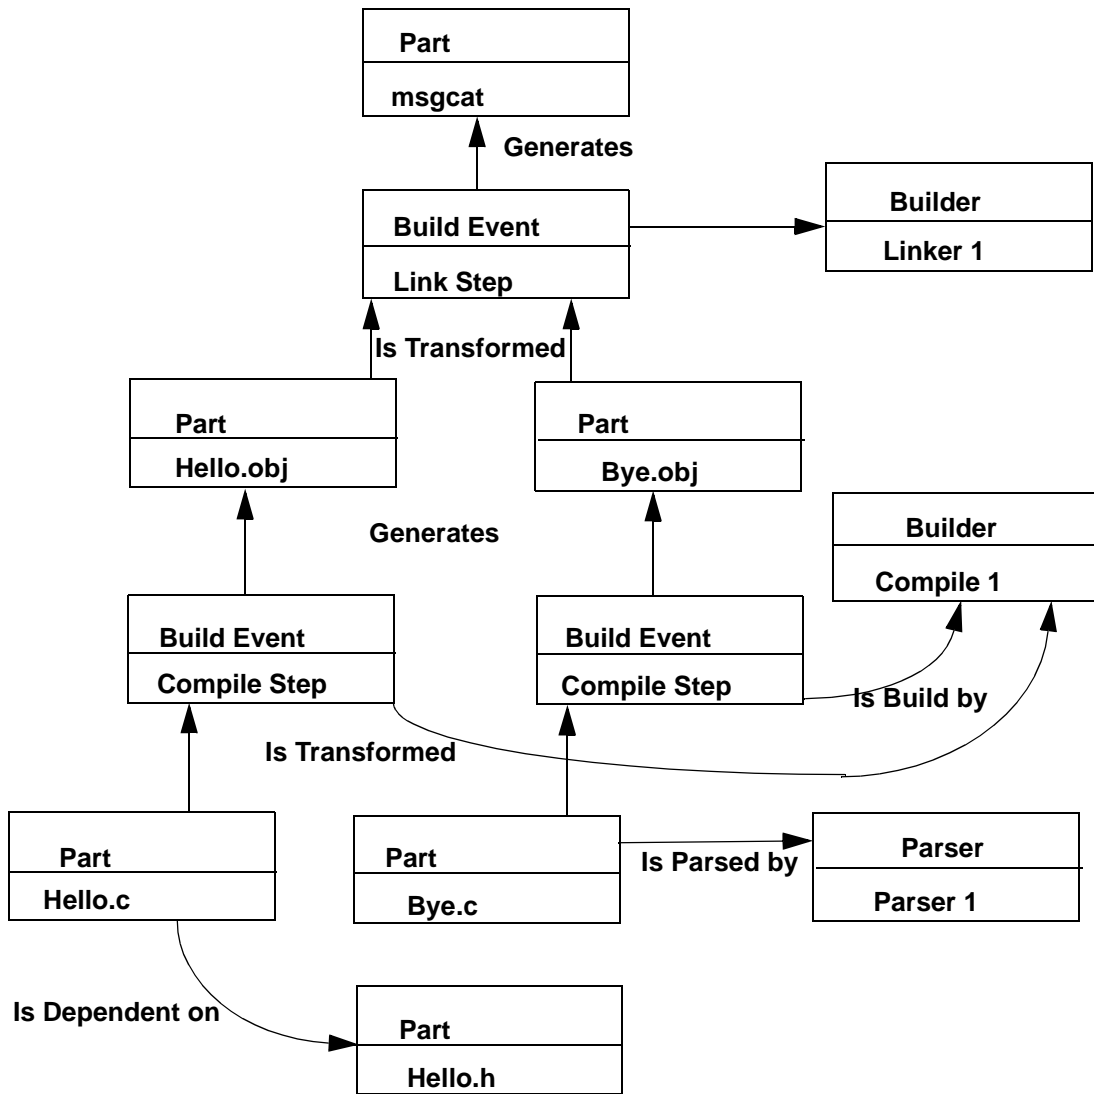 Part
msgcat
Generates
Builder
Linker 1
Build Event
Link Step
Is Transformed
Part
Hello.obj
Part
Bye.obj
Generates
Builder
Compile 1
Build Event
Compile Step
Build Event
Compile Step
Is Build by
Is Transformed
Part
Hello.c
Part
Bye.c
Is Parsed by
Parser
Parser 1
Is Dependent on
Part
Hello.h